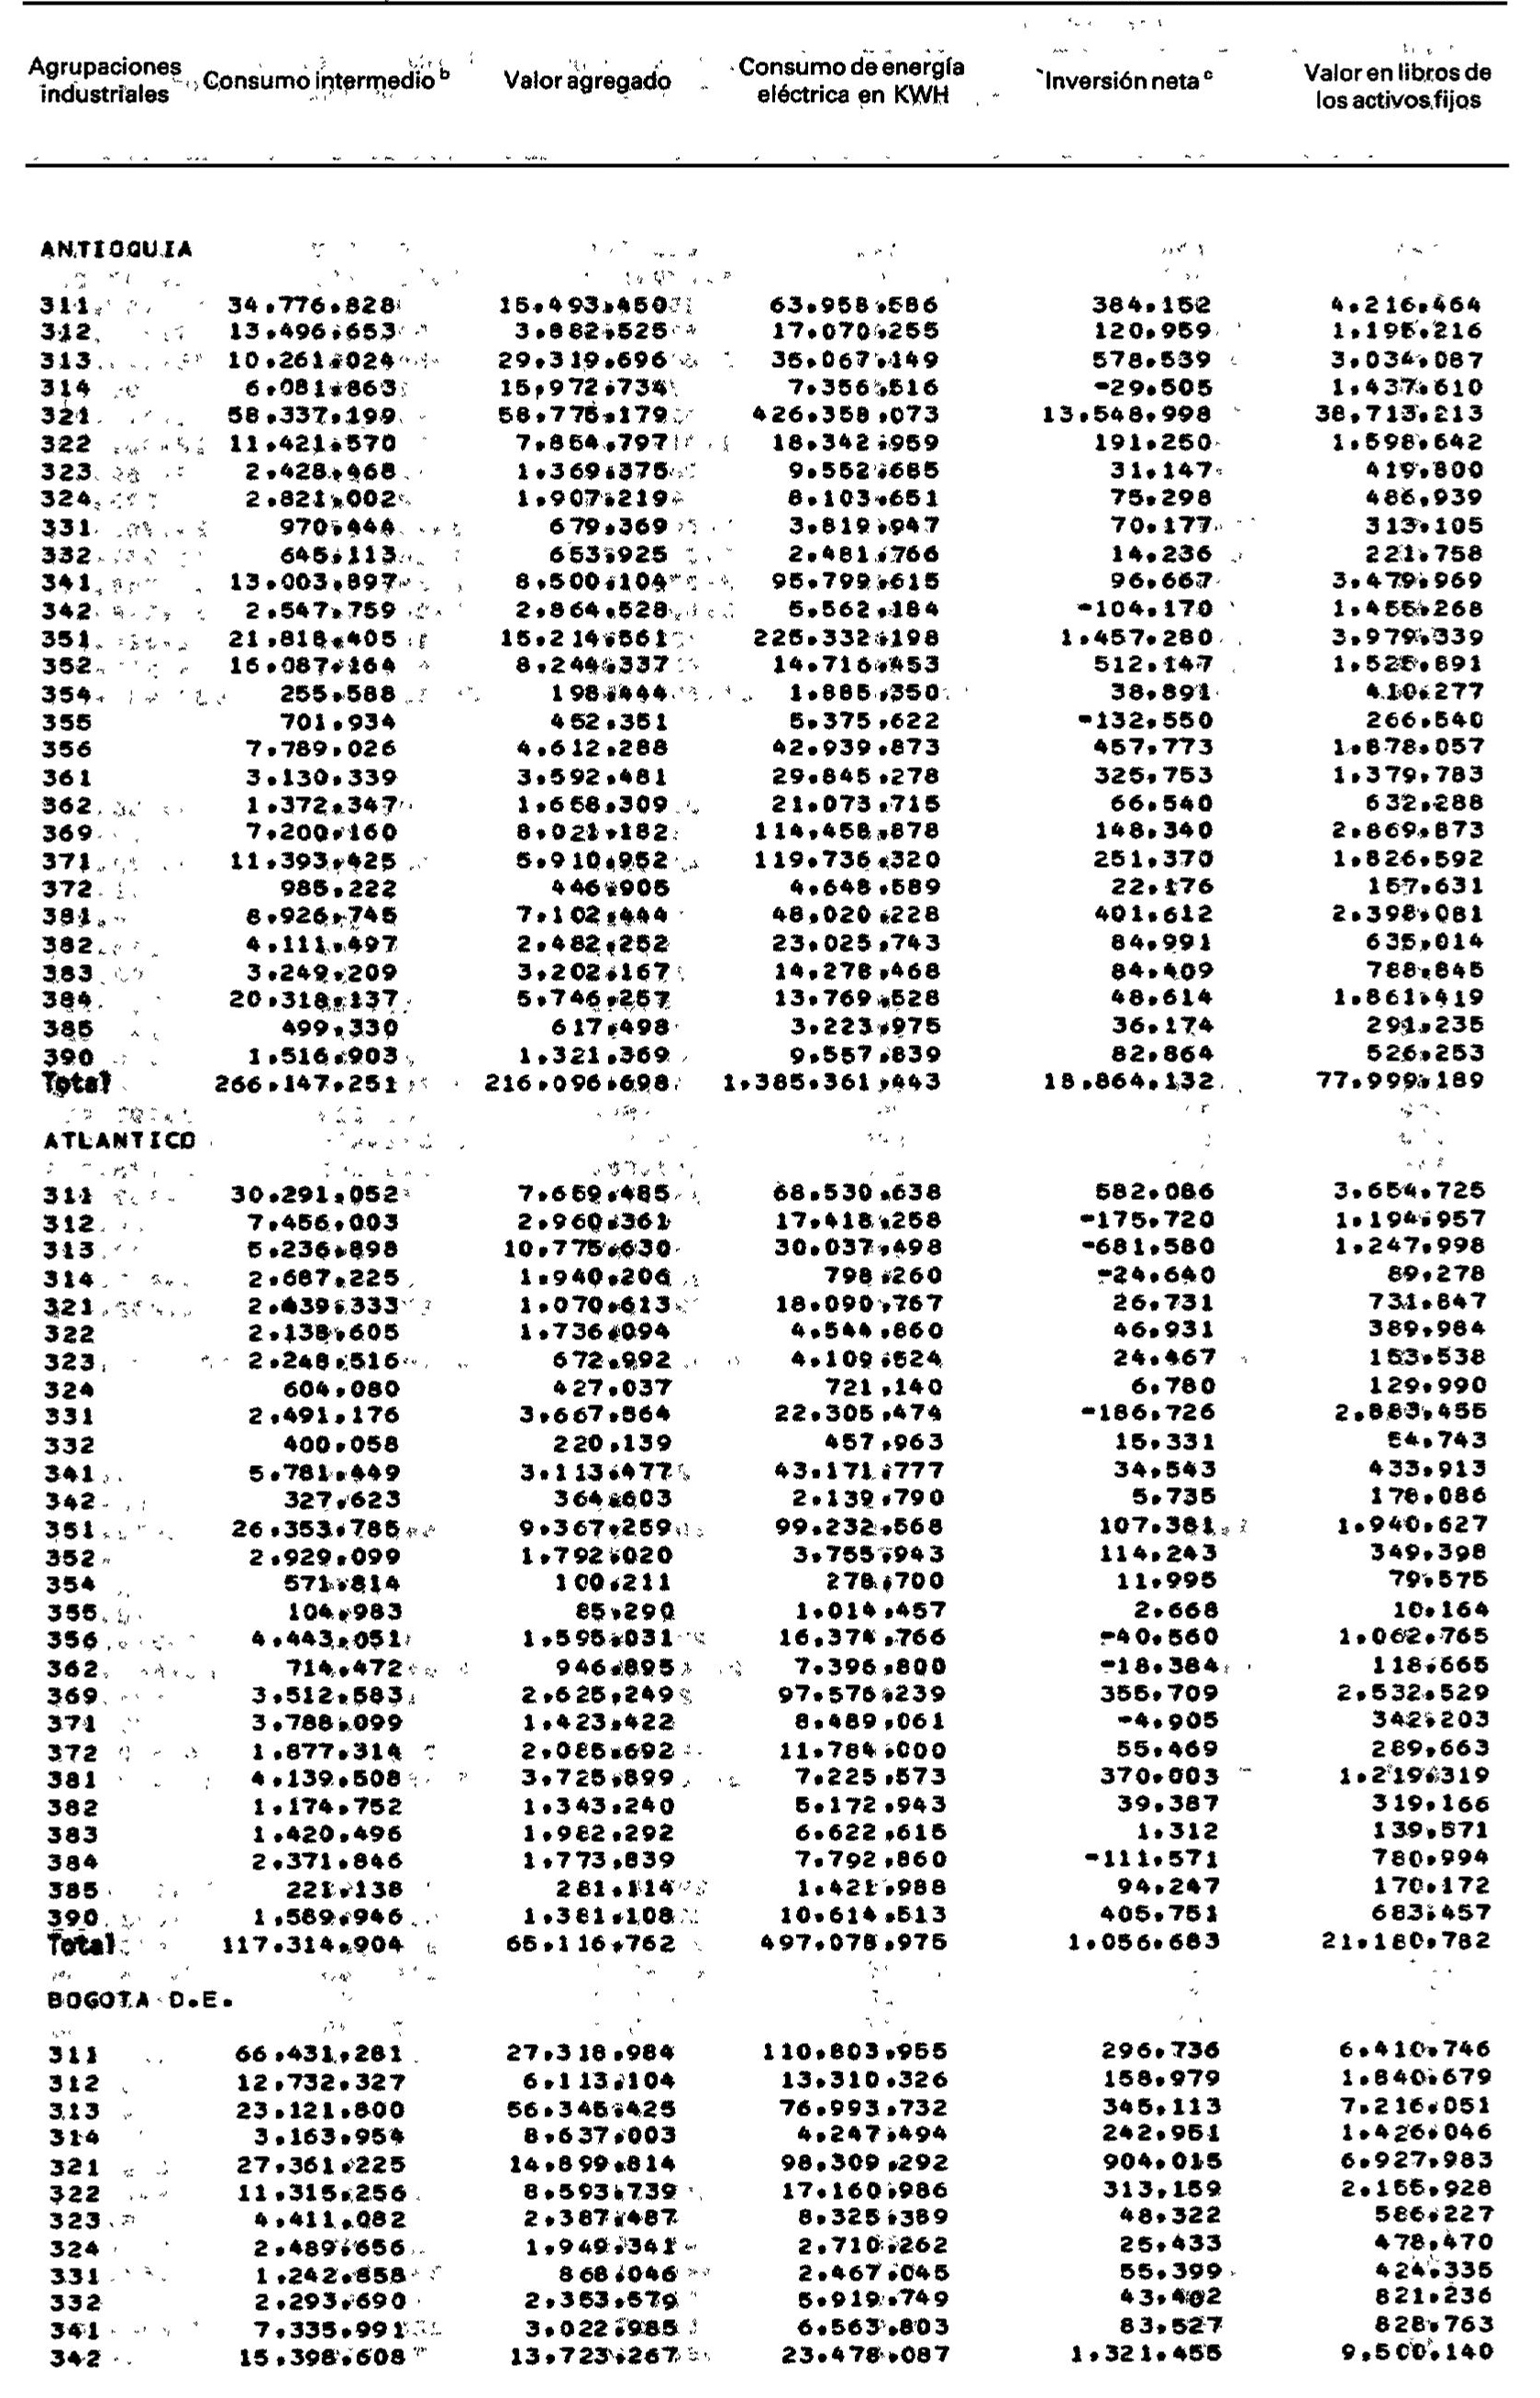 Agrupaciones industriales Consumo intermedio b Valor agregado Consumo de energía eléctrica en KWH Inversión neta c Valor en libros de los activos fijos
ANTIOQUIA
311 34.776.828 15.493.450 63.958.586 384.152 4.216.464
312 13.496.653 3.882.525 17.070.255 120.959 1.195.216
313 10.261.024 29.319.696 35.067.149 578.539 3.034.087
314 6.081.863 15.972.734 7.356.516 -29.505 1.437.610
321 58.337.199 58.775.179 426.358.073 13.548.998 38.713.213
322 11.421.570 7.854.797 18.342.959 191.250 1.598.642
323 2.428.468 1.369.375 9.552.685 31.147 419.800
324 2.821.002 1.907.219 8.103.651 75.298 486.939
331 970.444 679.369 3.819.947 70.177 313.105
332 645.113 653.925 2.481.766 14.236 221.758
341 13.003.897 8.500.104 95.799.615 96.667 3.479.969
342 2.547.759 2.864.528 5.562.184 -104.170 1.455.268
351 21.818.405 15.214.561 225.332.198 1.457.280 3.979.339
352 16.087.164 8.244.337 14.716.453 512.147 1.525.891
354 255.588 198.444 1.885.350 38.891 410.277
355 701.934 452.351 5.375.622 -132.550 266.540
356 7.789.026 4.612.288 42.939.873 457.773 1.878.057
361 3.130.339 3.592.481 29.845.278 325.753 1.379.783
362 1.372.347 1.658.309 21.073.715 66.540 632.288
369 7.200.160 8.021.182 114.458.878 148.340 2.869.873
371 11.393.425 5.910.952 119.736.320 251.370 1.826.592
372 985.222 446.905 4.648.589 22.176 157.631
381 8.926.745 7.102.444 48.020.228 401.612 2.398.081
382 4.111.497 2.482.252 23.025.743 84.991 635.014
383 3.249.209 3.202.167 14.278.468 84.409 788.845
384 20.318.137 5.746.257 13.769.528 48.614 1.861.419
385 499.330 617.498 3.223.975 36.174 291.235
390 1.516.903 1.321.369 9.557.839 82.864 526.253
Total 266.147.251 216.096.698 1.385.361.443 18.864.132 77.999.189
ATLANTICO
311 30.291.052 7.659.485 68.530.638 582.086 3.654.725
312 7.456.003 2.960.361 17.418.258 -175.720 1.194.957
313 5.236.898 10.775.630 30.037.498 -681.580 1.247.998
314 2.687.225 1.940.206 798.260 -24.640 89.278
321 2.439.333 1.070.613 18.090.767 26.731 731.847
322 2.138.605 1.736.094 4.544.860 46.931 389.984
323 2.248.516 672.992 4.109.524 24.467 153.538
324 604.080 427.037 721.140 6.780 129.990
331 2.491.176 3.667.564 22.305.474 -186.726 2.883.455
332 400.058 220.139 457.963 15.331 54.743
341 5.781.449 3.113.477 43.171.777 34.543 433.913
342 327.623 364.603 2.139.790 5.735 178.086
351 26.353.785 9.367.259 99.232.568 107.381 1.940.627
352 2.929.099 1.792.020 3.755.943 114.243 349.398
354 571.814 100.211 278.700 11.995 79.575
355 104.983 85.290 1.014.457 2.668 10.164
356 4.443.051 1.595.031 16.374.766 -40.560 1.062.765
362 714.472 946.895 7.396.800 -18.384 118.665
369 3.512.583 2.625.249 97.576.239 355.709 2.532.529
371 3.788.099 1.423.422 8.489.061 -4.905 342.203
372 1.877.314 2.085.692 11.784.000 55.469 289.663
381 4.139.508 3.725.899 7.225.573 370.003 1.219.319
382 1.174.752 1.343.240 5.172.943 39.387 319.166
383 1.420.496 1.982.292 6.622.615 1.312 139.571
384 2.371.846 1.773.839 7.792.860 -111.571 780.994
385 221.138 281.114 1.421.988 94.247 170.172
390 1.589.946 1.381.108 10.614.513 405.751 683.457
Total 117.314.904 65.116.762 497.078.975 1.056.683 21.180.782
BOGOTA D.E.
311 66.431.281 27.318.984 110.803.955 296.736 6.410.746
312 12.732.327 6.113.104 13.310.326 158.979 1.840.679
313 23.121.800 56.345.425 76.993.732 345.113 7.216.051
314 3.163.954 8.637.003 4.247.494 242.951 1.426.046
321 27.361.225 14.899.814 98.309.292 904.015 6.927.983
322 11.315.256 8.593.739 17.160.986 313.159 2.155.928
323 4.411.082 2.387.487 8.325.389 48.322 586.227
324 2.489.656 1.949.341 2.710.262 25.433 478.470
331 1.242.858 868.046 2.467.045 55.399 424.335
332 2.293.690 2.353.579 5.919.749 43.402 821.236
341 7.335.991 3.022.985 6.563.803 83.527 828.763
342 15.398.608 13.723.267 23.478.087 1.321.455 9.500.140